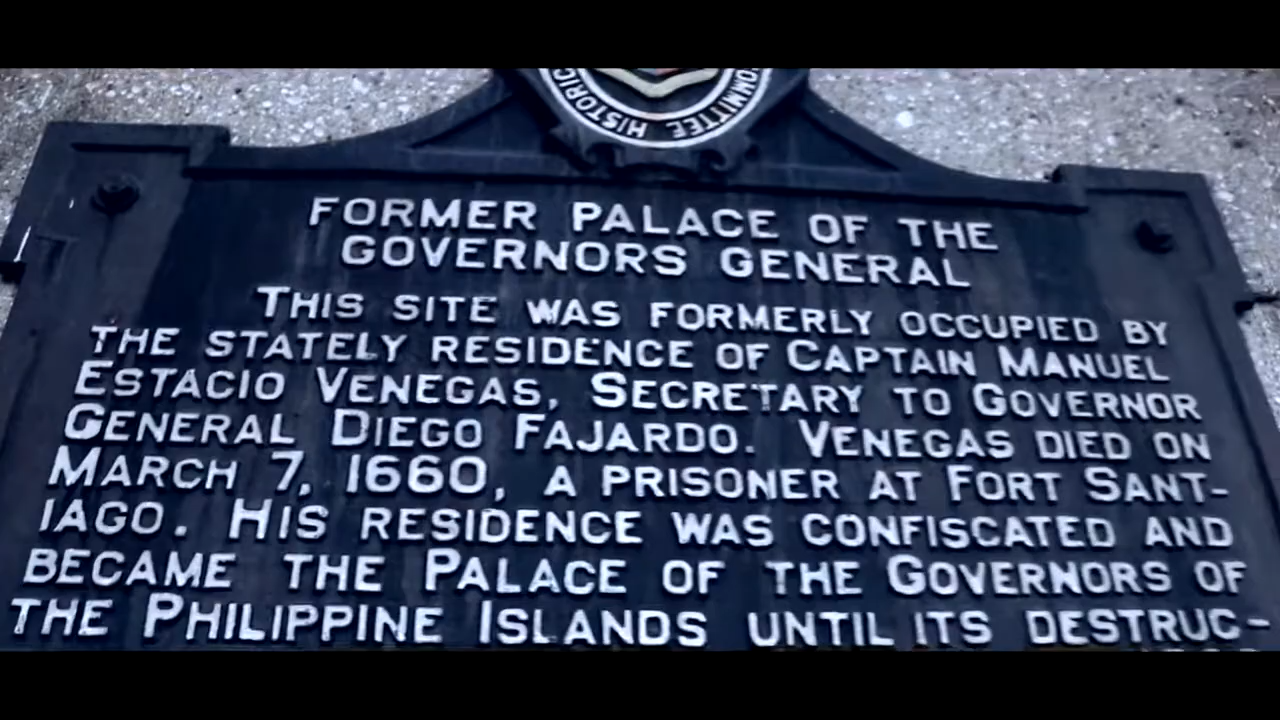 HISTORIC
COMMITTEE
FORMER PALACE OF THE
GOVERNORS GENERAL
THIS SITE WAS FORMERLY OCCUPIED BY
THE STATELY RESIDENCE OF CAPTAIN MANUEL
ESTACIO VENEGAS, SECRETARY TO GOVERNOR
GENERAL DIEGO FAJARDO. VENEGAS DIED ON
MARCH 7, 1660, A PRISONER AT FORT SANT-
IAGO. HIS RESIDENCE WAS CONFISCATED AND
BECAME THE PALACE OF THE GOVERNORS OF
THE PHILIPPINE ISLANDS UNTIL ITS DESTRUC-